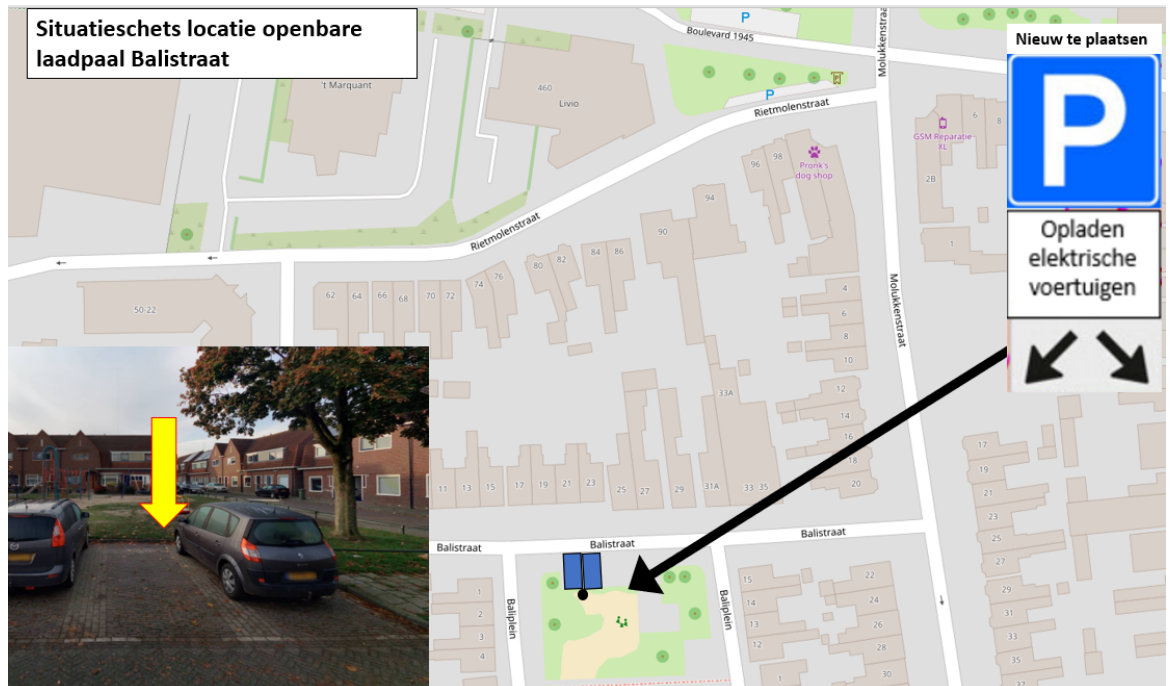 Situatieschets locatie openbare
laadpaal Balistraat
Nieuw te plaatsen
P
Opladen
elektrische
voertuigen
P
Boulevard 1945
Molukkenstraat
't Marquant
460
Livio
P
Rietmolenstraat
GSM Reparatie
XL
6
8
2B
1
96
98
Pronk's
dog shop
94
90
Rietmolenstraat
80
82
84
86
74
76
62
64
66
68
70
72
50-22
Molukkenstraat
4
6
8
10
12
14
16
18
20
33A
11
13
15
17
19
21
23
25
27
29
31A
33
35
17
19
21
23
25
27
29
31
33
35
37
Balistraat
Balistraat
Balistraat
Baliplein
Baliplein
1
2
3
4
15
14
13
12
1
22
24
26
28
30